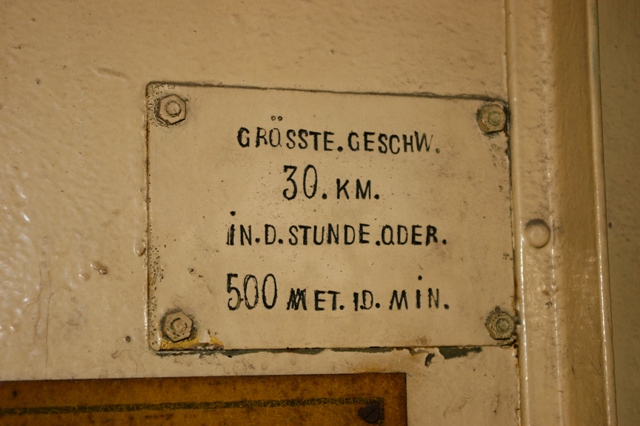 GRÖSSTE.GESCHW.
30.KM.
iN.D.STUNDE.ODER.
500 MET.ID.MiN.